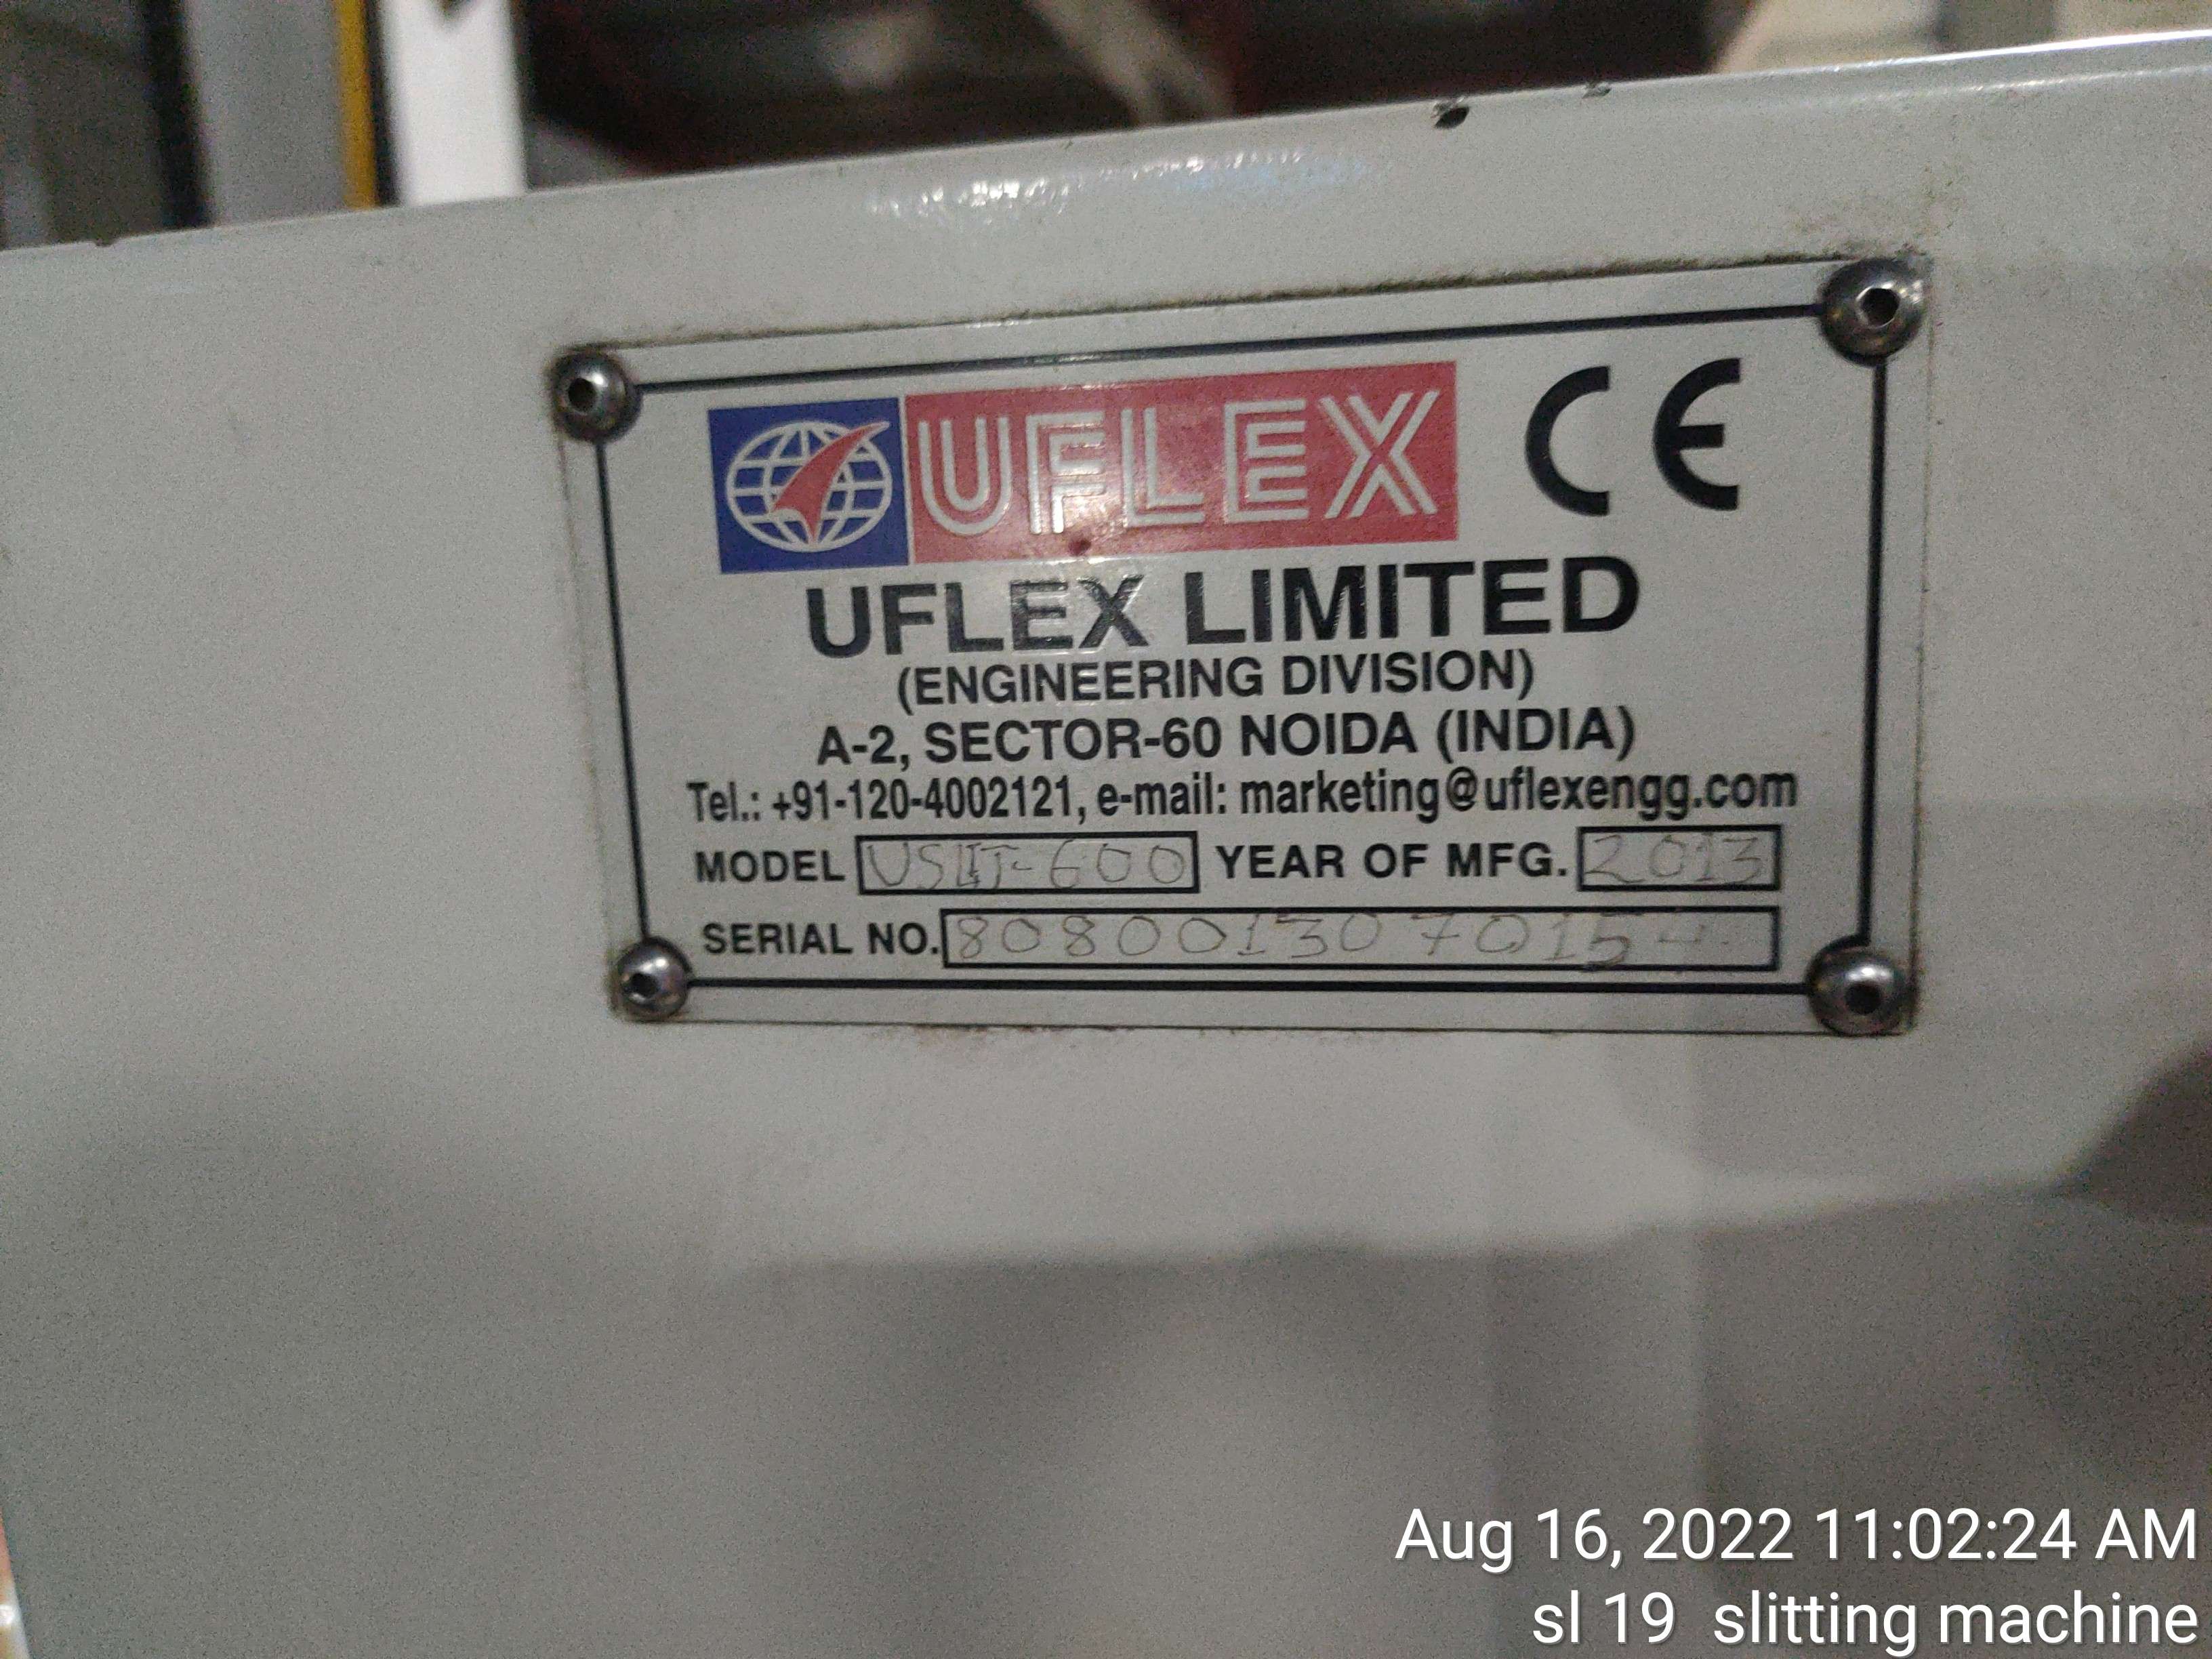 UFLEX CE
UFLEX LIMITED
(ENGINEERING DIVISION)
A-2, SECTOR-60 NOIDA (INDIA)
Tel.: +91-120-4002121, e-mail: marketing@uflexengg.com
MODEL USLIT-600 YEAR OF MFG. 2013
SERIAL NO.
Aug 16, 2022 11:02:24 AM
sl 19 slitting machine